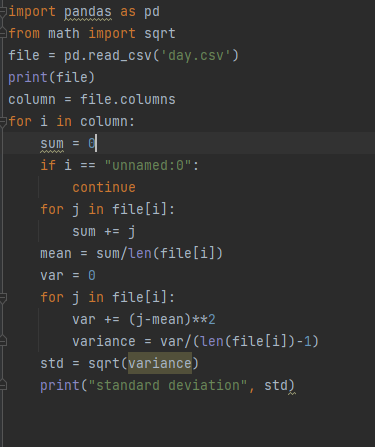 import pandas as pd
from math import sqrt
file = pd.read_csv('day.csv')
print(file)
column = file.columns
for i in column:
    sum = 0
    if i == "unnamed:0":
        continue
    for j in file[i]:
        sum += j
    mean = sum/len(file[i])
    var = 0
    for j in file[i]:
        var += (j-mean)**2
        variance = var/(len(file[i])-1)
    std = sqrt(variance)
    print("standard deviation", std)